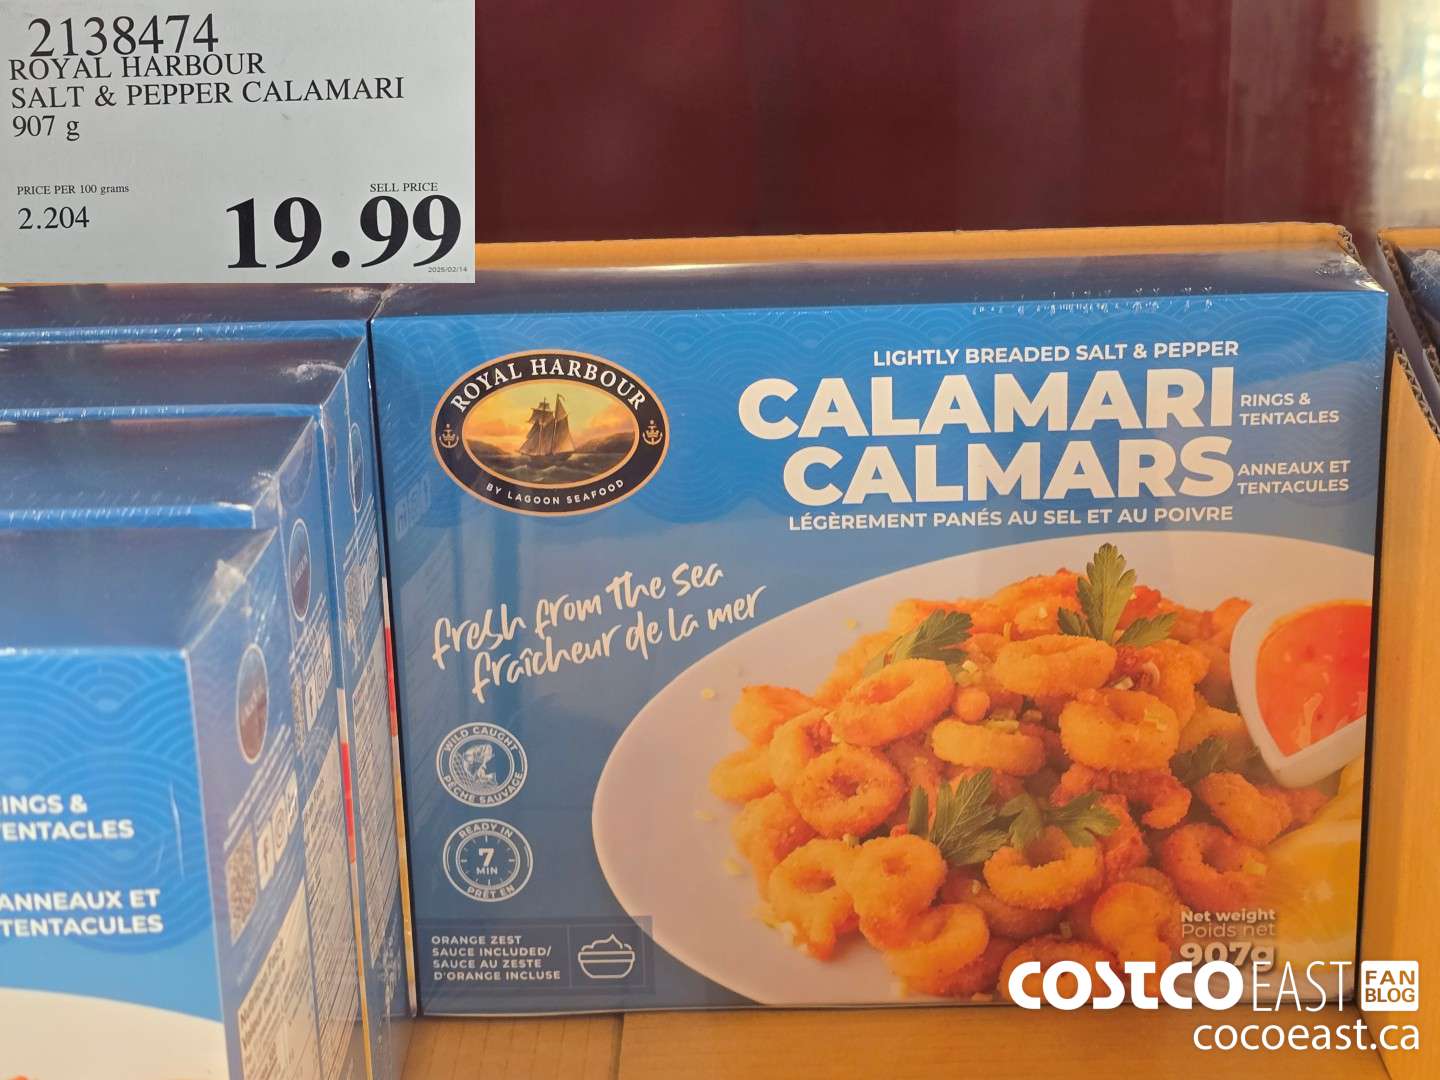 2138474
ROYAL HARBOUR
SALT & PEPPER CALAMARI
907 g
PRICE PER 100 grams
2.204
SELL PRICE
19.99
2025/02/14
ROYAL HARBOUR
BY LAGOON SEAFOOD
LIGHTLY BREADED SALT & PEPPER
CALAMARI
RINGS &
TENTACLES
CALMARS
ANNEAUX ET
TENTACULES
LÉGÈREMENT PANÉS AU SEL ET AU POIVRE
fresh from the sea
fraîcheur de la mer
WILD CAUGHT
PÊCHE SAUVAGE
READY IN
7
MIN
PRÊT EN
ORANGE ZEST
SAUCE INCLUDED/
SAUCE AU ZESTE
D'ORANGE INCLUSE
Net weight
Poids net
907g
INGS &
ENTACLES
ANNEAUX ET
TENTACULES
COSTCO EAST FAN
BLOG
cocoeast.ca